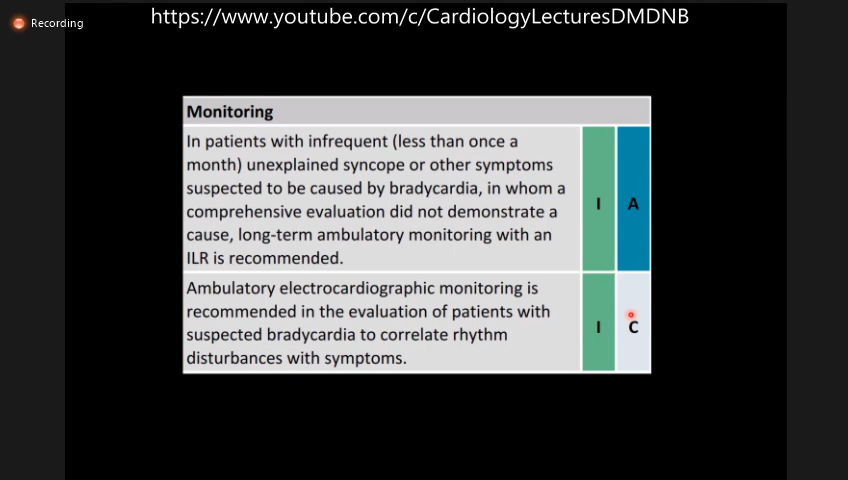 Recording
https://www.youtube.com/c/CardiologyLecturesDMDNB
Monitoring
In patients with infrequent (less than once a
month) unexplained syncope or other symptoms
suspected to be caused by bradycardia, in whom a
comprehensive evaluation did not demonstrate a
cause, long-term ambulatory monitoring with an
ILR is recommended.
I
A
Ambulatory electrocardiographic monitoring is
recommended in the evaluation of patients with
suspected bradycardia to correlate rhythm
disturbances with symptoms.
I
C